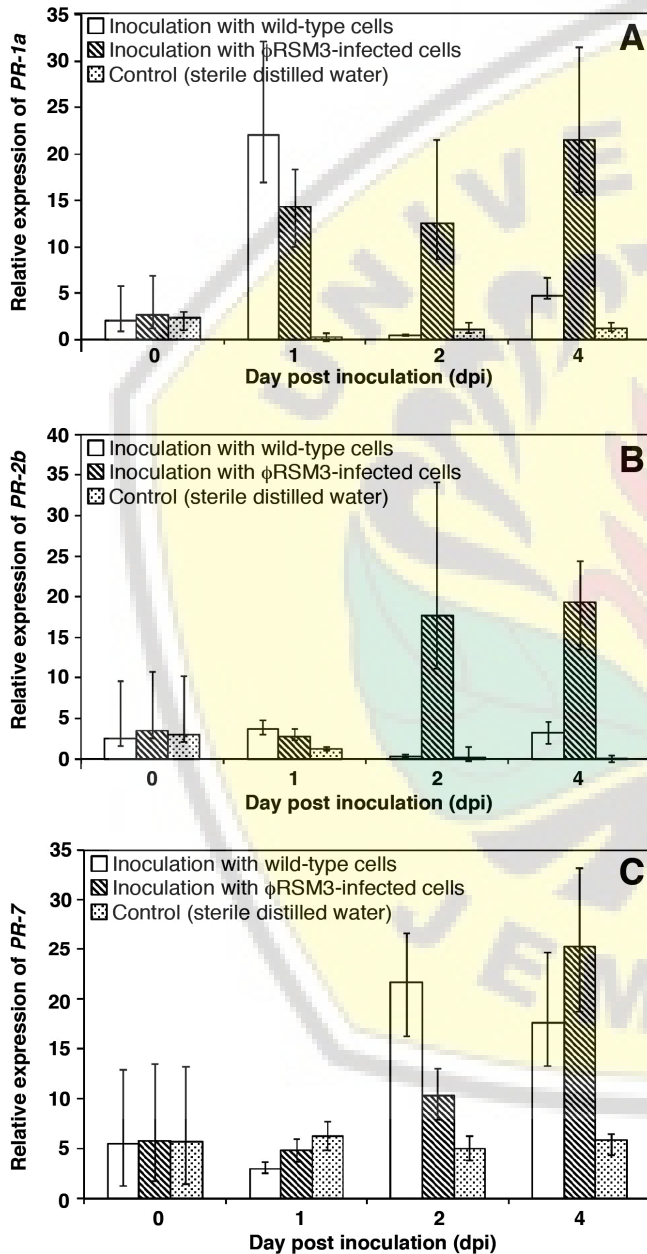 A
Inoculation with wild-type cells
Inoculation with ϕRSM3-infected cells
Control (sterile distilled water)
Relative expression of PR-1a
35
30
25
20
15
10
5
0
0 1 2 4
Day post inoculation (dpi)
B
Inoculation with wild-type cells
Inoculation with ϕRSM3-infected cells
Control (sterile distilled water)
Relative expression of PR-2b
40
35
30
25
20
15
10
5
0
0 1 2 4
Day post inoculation (dpi)
C
Inoculation with wild-type cells
Inoculation with ϕRSM3-infected cells
Control (sterile distilled water)
Relative expression of PR-7
35
30
25
20
15
10
5
0
0 1 2 4
Day post inoculation (dpi)
UNIVE
JEM